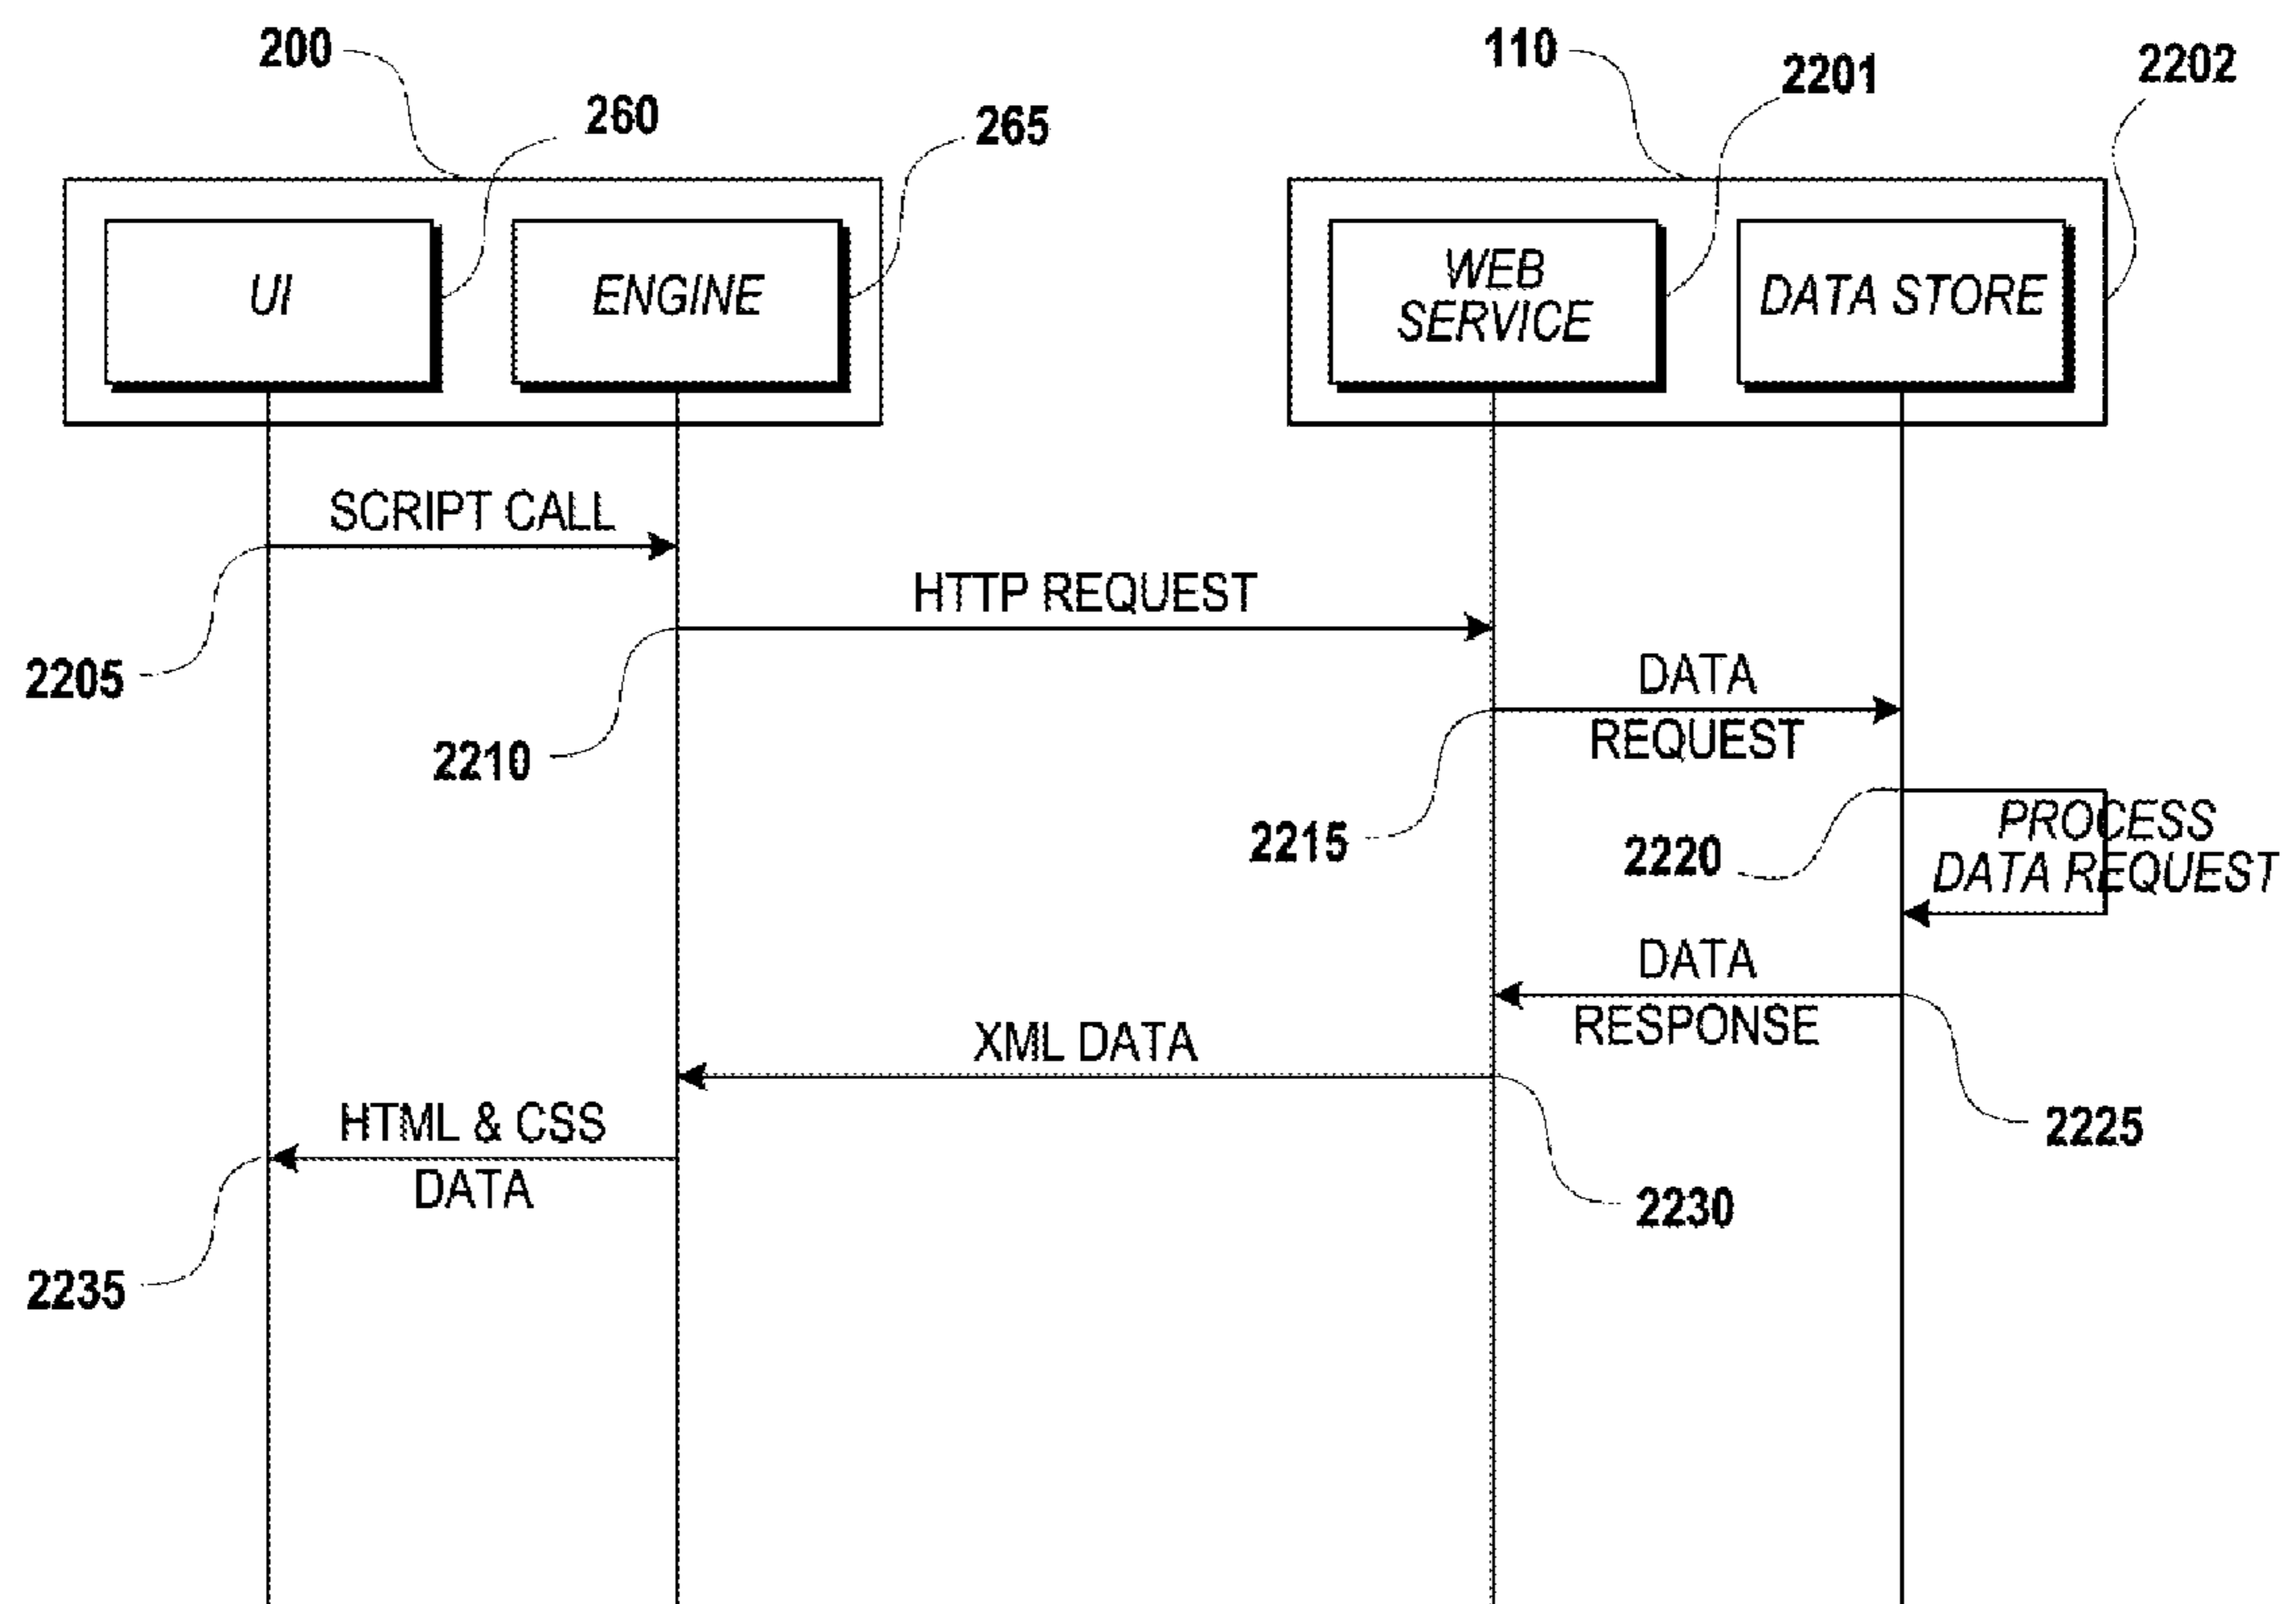 200
110
2201
2202
260
265
UI
ENGINE
WEB
SERVICE
DATA STORE
SCRIPT CALL
2205
HTTP REQUEST
2210
DATA
REQUEST
2215
2220
PROCESS
DATA REQUEST
DATA
RESPONSE
2225
XML DATA
2230
HTML & CSS
DATA
2235